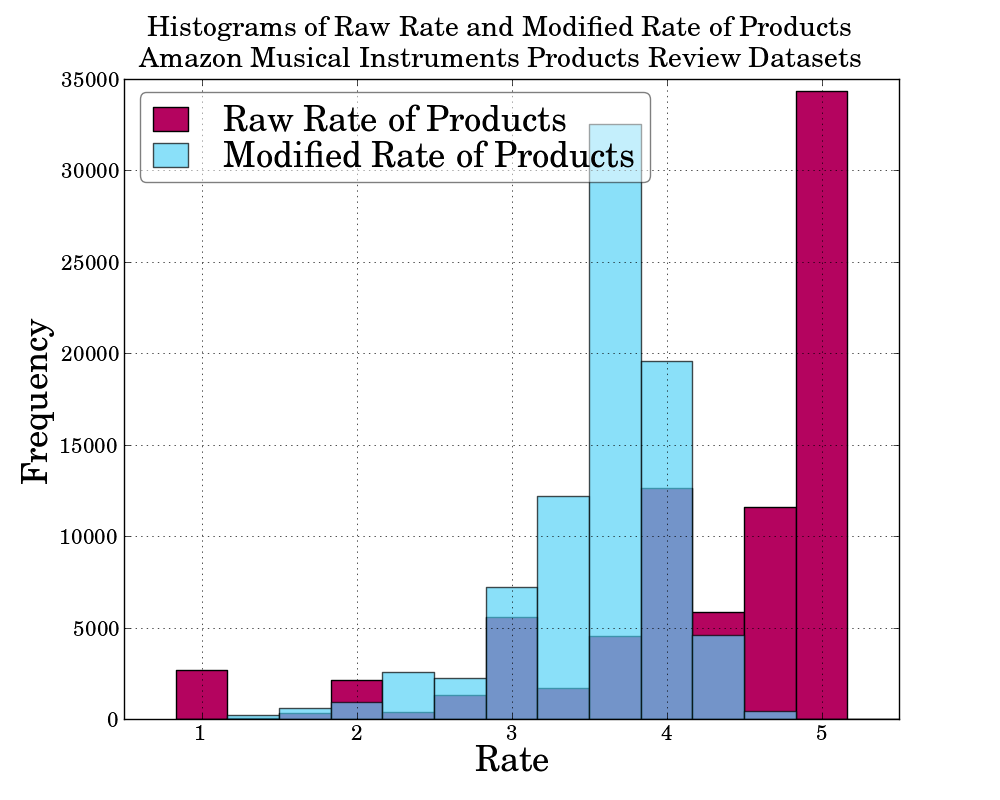 Histograms of Raw Rate and Modified Rate of Products
Amazon Musical Instruments Products Review Datasets
Raw Rate of Products
Modified Rate of Products
35000
30000
25000
20000
15000
10000
5000
0
Frequency
1 2 3 4 5
Rate